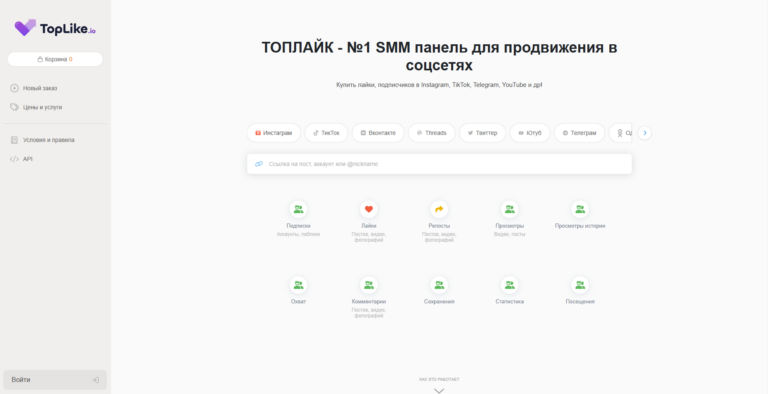 TopLike.io
Корзина 0
Новый заказ
Цены и услуги
Условия и правила
API
Войти
ТОПЛАЙК - №1 SMM панель для продвижения в
соцсетях
Купить лайки, подписчиков в Instagram, TikTok, Telegram, YouTube и др!
Инстаграм
TikTok
Вконтакте
Threads
Твиттер
Ютуб
Телеграм
Ссылка на пост, аккаунт или @nickname
Подписки
Аккаунты, паблики
Лайки
Постов, видео,
фотографий
Репосты
Постов, видео,
фотографий
Просмотры
Видео, посты
Просмотры истории
Охват
Комментарии
Постов, видео,
фотографий
Сохранения
Статистика
Посещения
КАК ЭТО РАБОТАЕТ?